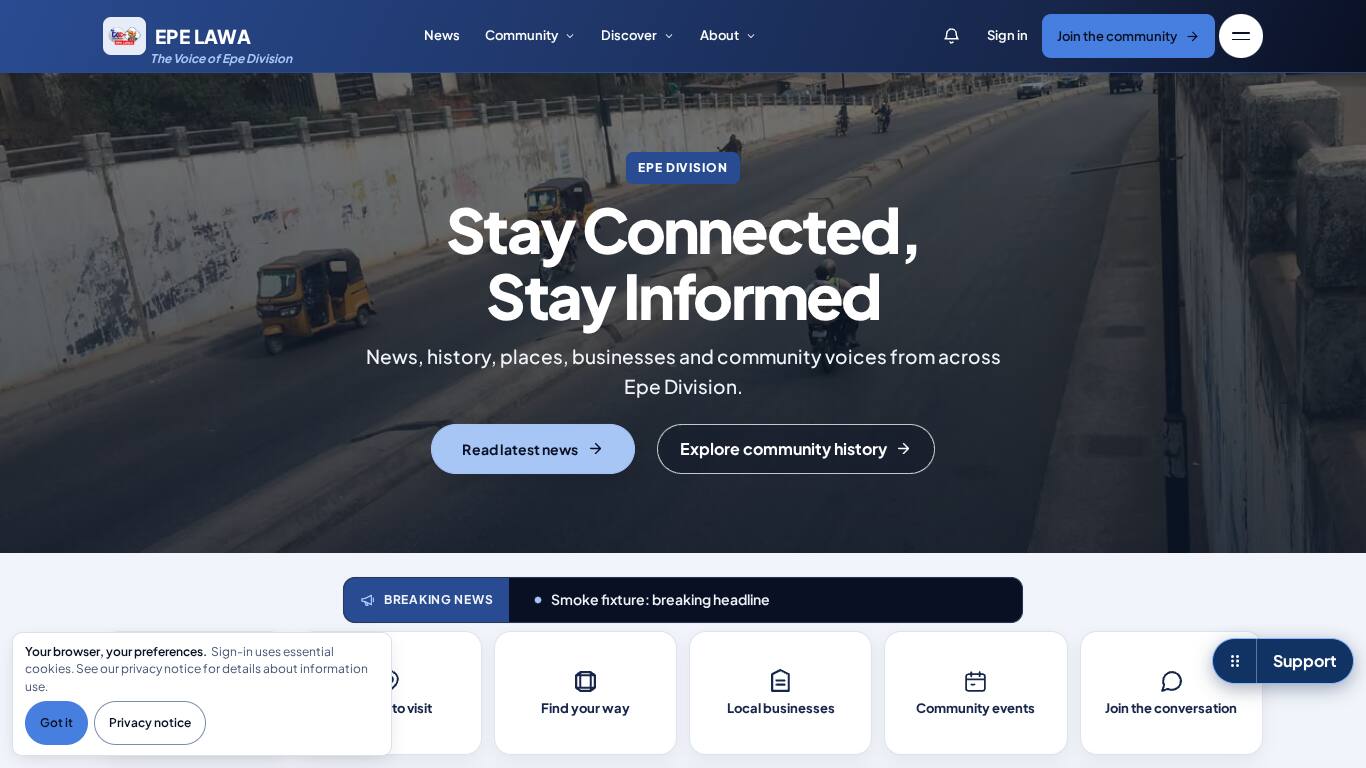 EPE LAWA
The Voice of Epe Division
News
Community
Discover
About
Sign in
Join the community
EPE DIVISION
Stay Connected,
Stay Informed
News, history, places, businesses and community voices from across
Epe Division.
Read latest news
Explore community history
BREAKING NEWS
Smoke fixture: breaking headline
to visit
Find your way
Local businesses
Community events
Join the conversation
Your browser, your preferences. Sign-in uses essential
cookies. See our privacy notice for details about information
use.
Got it
Privacy notice
Support